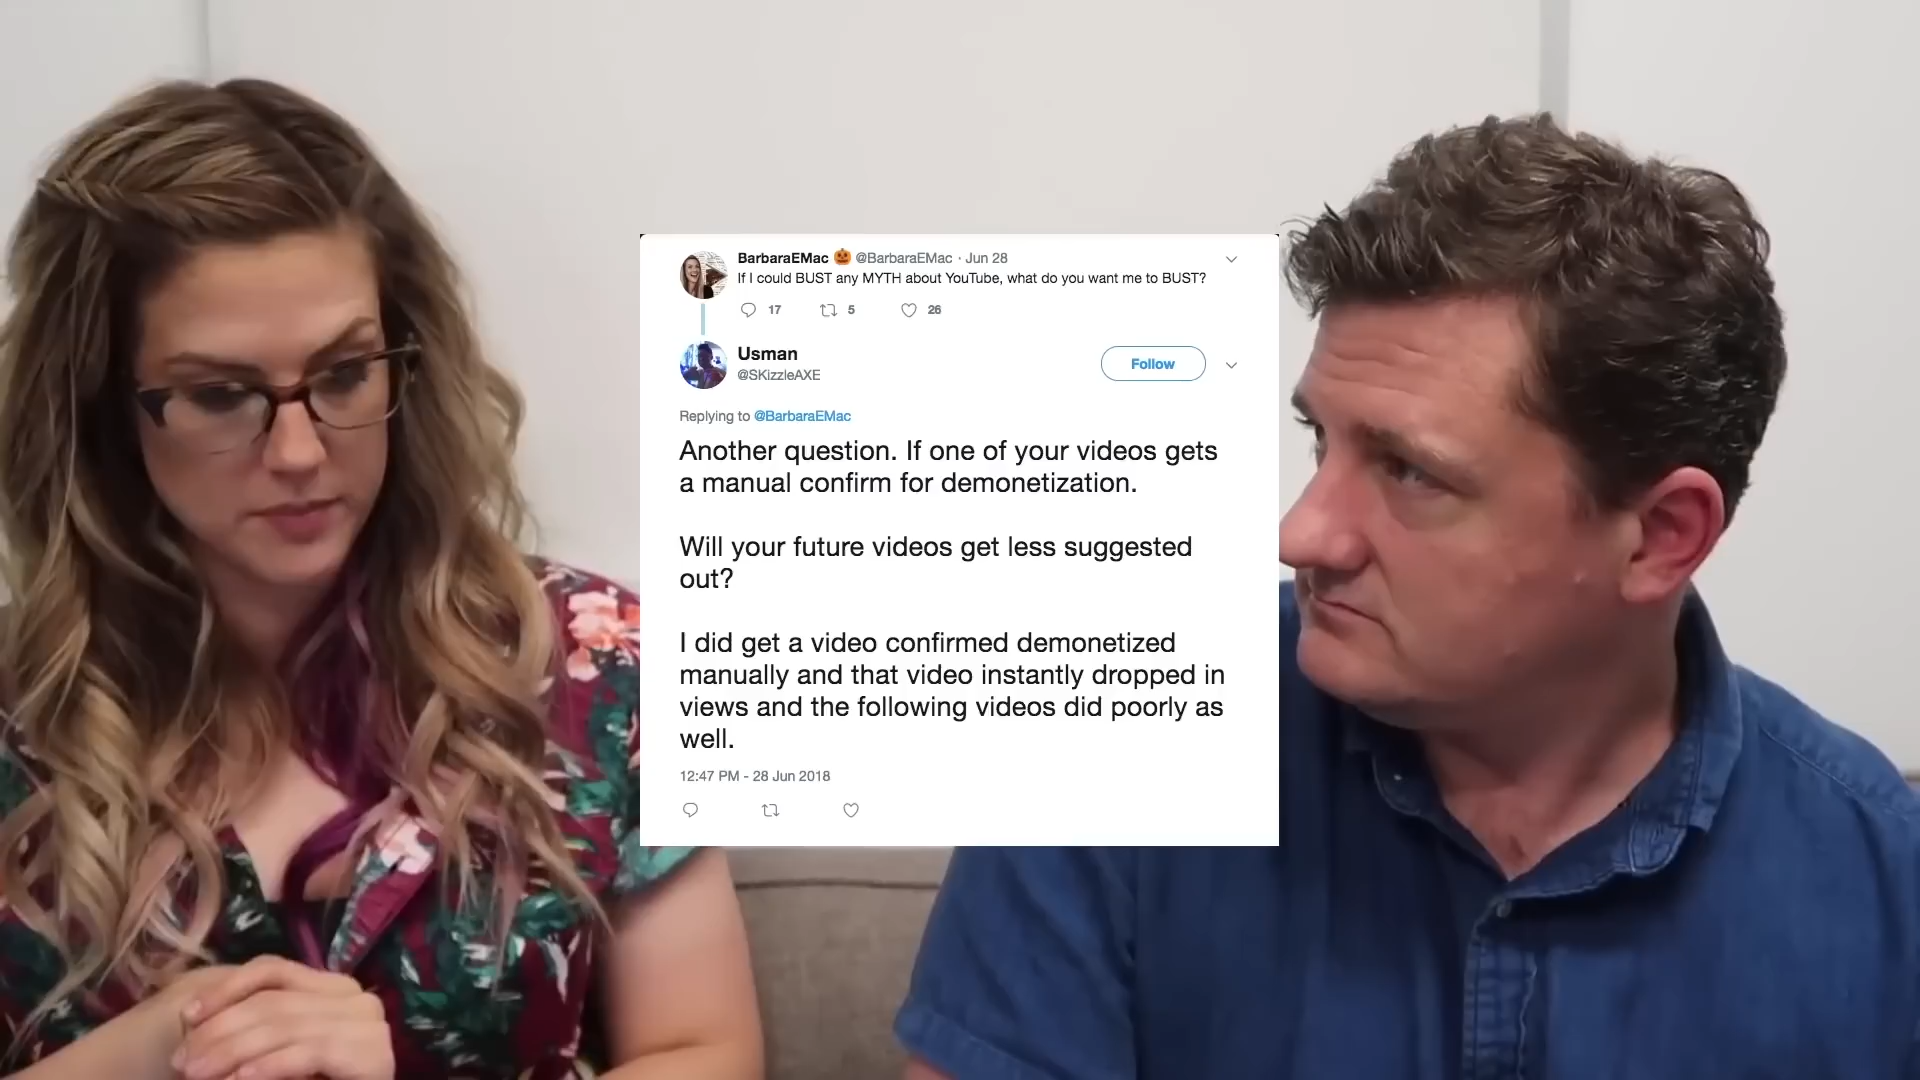 BarbaraEMac 🎃 @BarbaraEMac · Jun 28
If I could BUST any MYTH about YouTube, what do you want me to BUST?
17 5 26
Usman
@SKizzleAXE
Follow
Replying to @BarbaraEMac
Another question. If one of your videos gets
a manual confirm for demonetization.
Will your future videos get less suggested
out?
I did get a video confirmed demonetized
manually and that video instantly dropped in
views and the following videos did poorly as
well.
12:47 PM - 28 Jun 2018